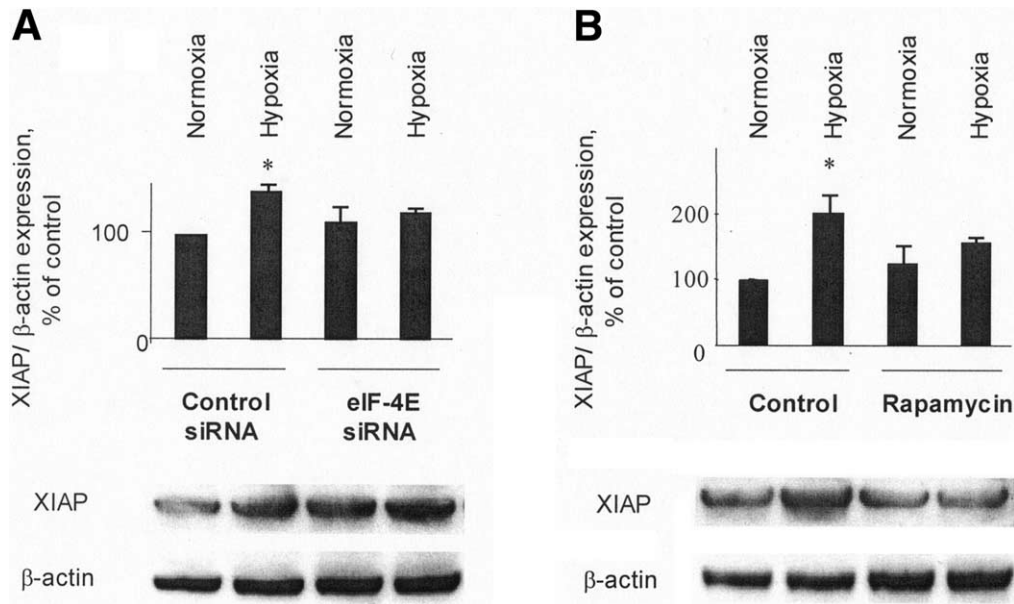 A
Normoxia
Hypoxia
Normoxia
Hypoxia
XIAP/ β-actin expression,
% of control
*
100
0
Control
siRNA
eIF-4E
siRNA
XIAP
β-actin
B
Normoxia
Hypoxia
Normoxia
Hypoxia
XIAP/ β-actin expression,
% of control
*
200
100
0
Control
Rapamycin
XIAP
β-actin